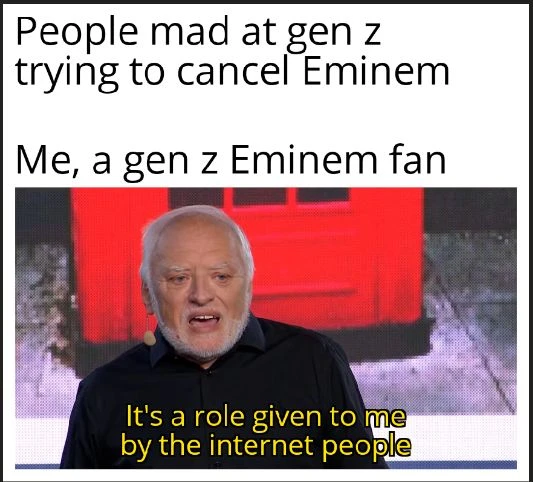 People mad at gen z
trying to cancel Eminem
Me, a gen z Eminem fan
It's a role given to me
by the internet people